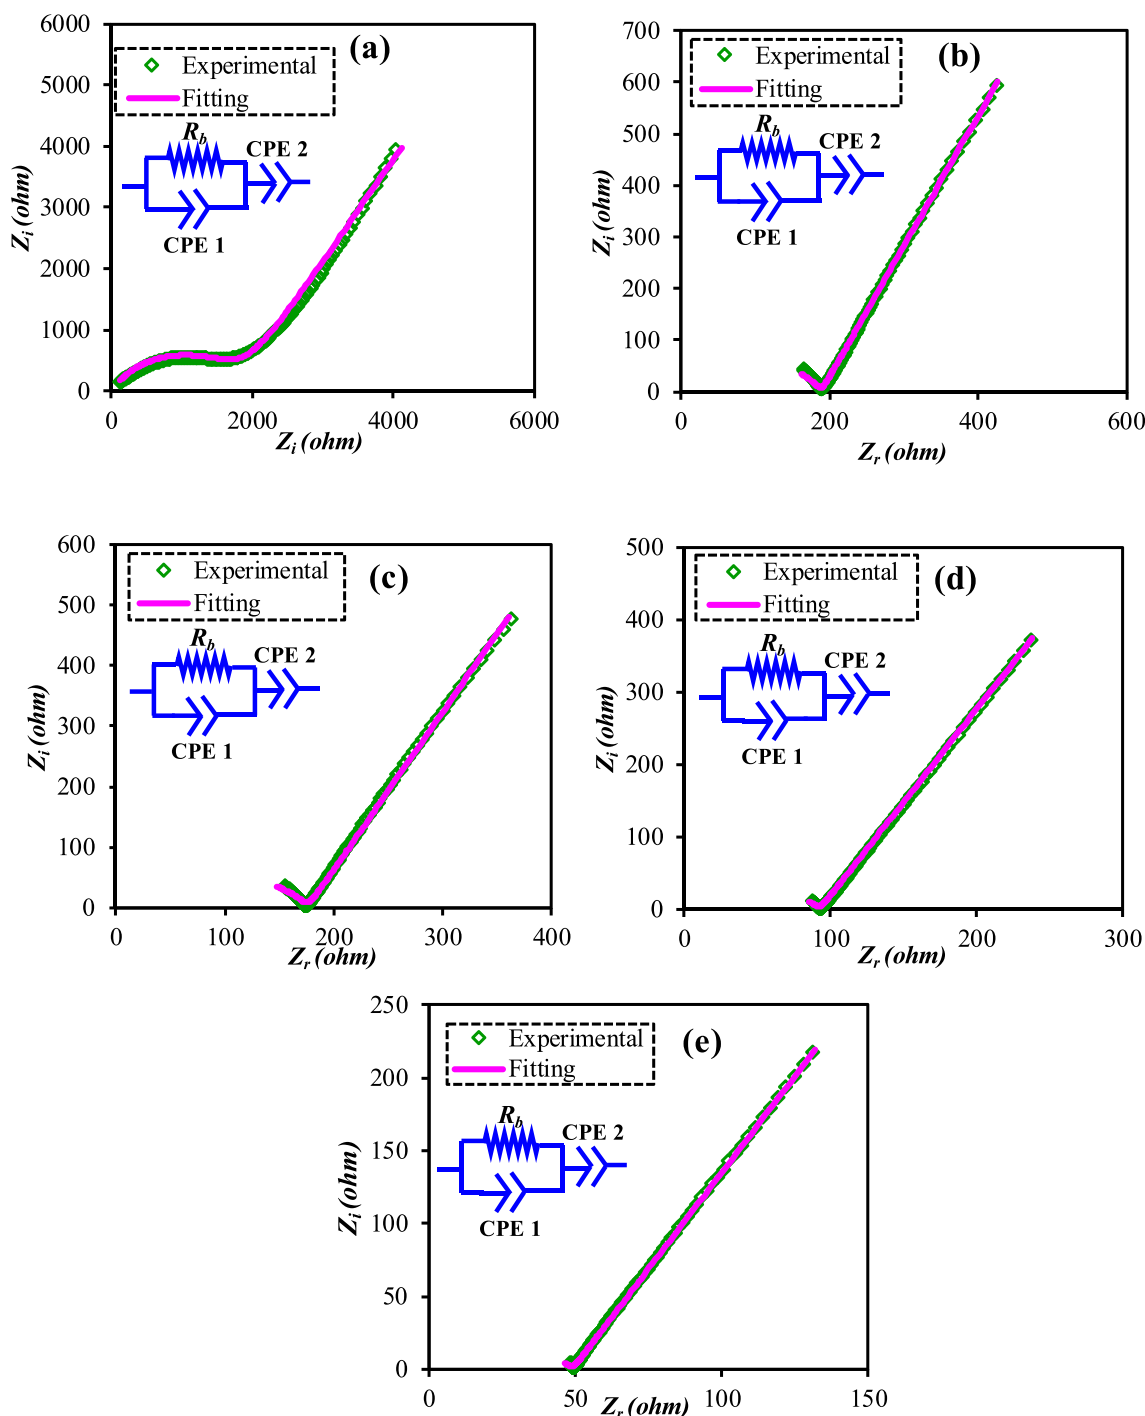 6000
5000
4000
3000
2000
1000
0
Z_i (ohm)
(a)
Experimental
Fitting
R_b
CPE 2
CPE 1
0
2000
4000
6000
Z_i (ohm)
700
600
500
400
300
200
100
0
Z_i (ohm)
(b)
Experimental
Fitting
R_b
CPE 2
CPE 1
0
200
400
600
Z_r (ohm)
600
500
400
300
200
100
0
Z_i (ohm)
(c)
Experimental
Fitting
R_b
CPE 2
CPE 1
0
100
200
300
400
Z_r (ohm)
500
400
300
200
100
0
Z_i (ohm)
(d)
Experimental
Fitting
R_b
CPE 2
CPE 1
0
100
200
300
Z_r (ohm)
250
200
150
100
50
0
Z_i (ohm)
(e)
Experimental
Fitting
R_b
CPE 2
CPE 1
0
50
100
150
Z_r (ohm)